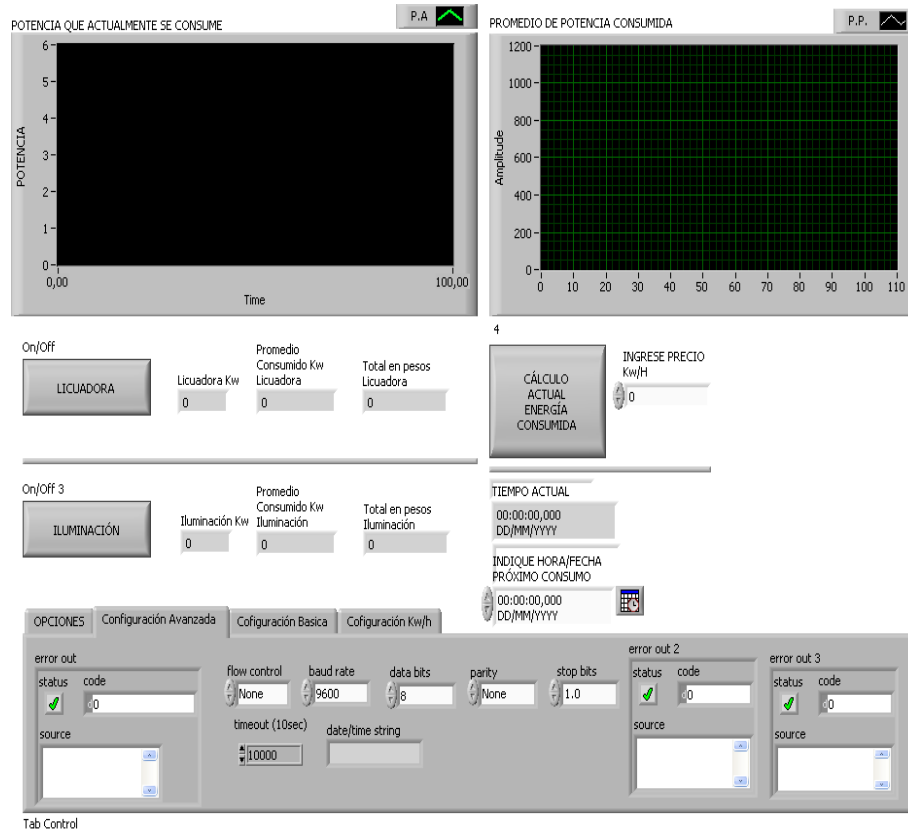 POTENCIA QUE ACTUALMENTE SE CONSUME
P.A
6
5
4
3
2
1
0
POTENCIA
0,00
100,00
Time
PROMEDIO DE POTENCIA CONSUMIDA
P.P.
1200
1000
800
600
400
200
0
Amplitude
0 10 20 30 40 50 60 70 80 90 100 110
4
On/Off
LICUADORA
Licuadora Kw
0
Promedio
Consumido Kw
Licuadora
0
Total en pesos
Licuadora
0
CÁLCULO
ACTUAL
ENERGÍA
CONSUMIDA
INGRESE PRECIO
Kw/H
0
On/Off 3
ILUMINACIÓN
Iluminación Kw
0
Promedio
Consumido Kw
Iluminación
0
Total en pesos
Iluminación
0
TIEMPO ACTUAL
00:00:00,000
DD/MM/YYYY
INDIQUE HORA/FECHA
PRÓXIMO CONSUMO
00:00:00,000
DD/MM/YYYY
OPCIONES
Configuración Avanzada
Cofiguración Basica
Cofiguración Kw/h
error out
status
code
d0
source
flow control
None
baud rate
9600
data bits
8
parity
None
stop bits
1.0
timeout (10sec)
10000
date/time string
error out 2
status
code
d0
source
error out 3
status
code
d0
source
Tab Control